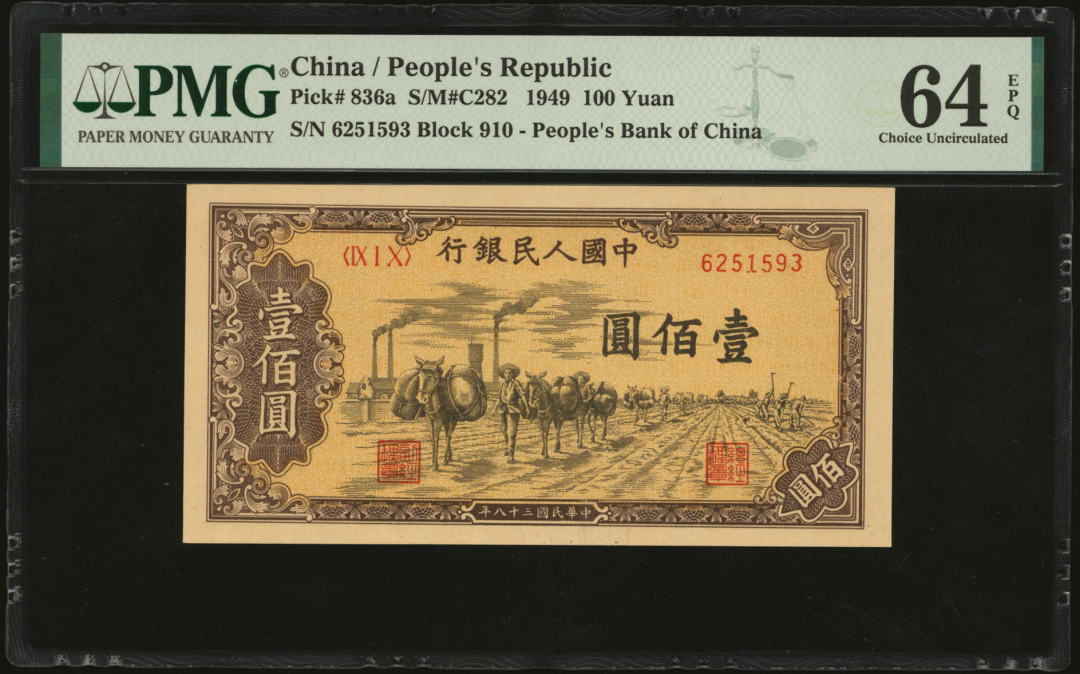 PMG®
PAPER MONEY GUARANTY
China / People's Republic
Pick# 836a S/M#C282 1949 100 Yuan
S/N 6251593 Block 910 - People's Bank of China
64 EPQ
Choice Uncirculated
中國人民銀行
〈IX I X〉
6251593
壹佰圓
壹佰圓
佰圓
中華民國三十八年